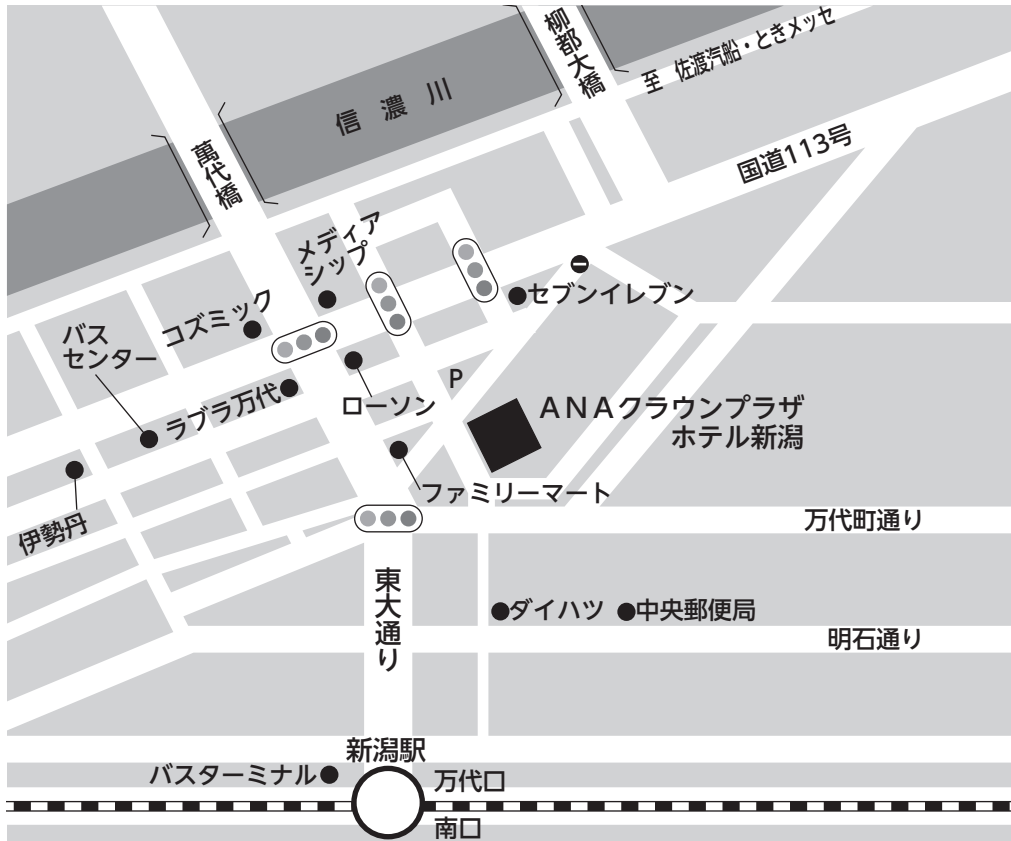 柳都大橋
至 佐渡汽船・ときメッセ
信濃川
萬代橋
国道113号
メディア
シップ
セブンイレブン
コズミック
バス
センター
ラブラ万代
ローソン
P
ANAクラウンプラザ
ホテル新潟
ファミリーマート
伊勢丹
万代町通り
東大通り
ダイハツ
中央郵便局
明石通り
新潟駅
バスターミナル
万代口
南口